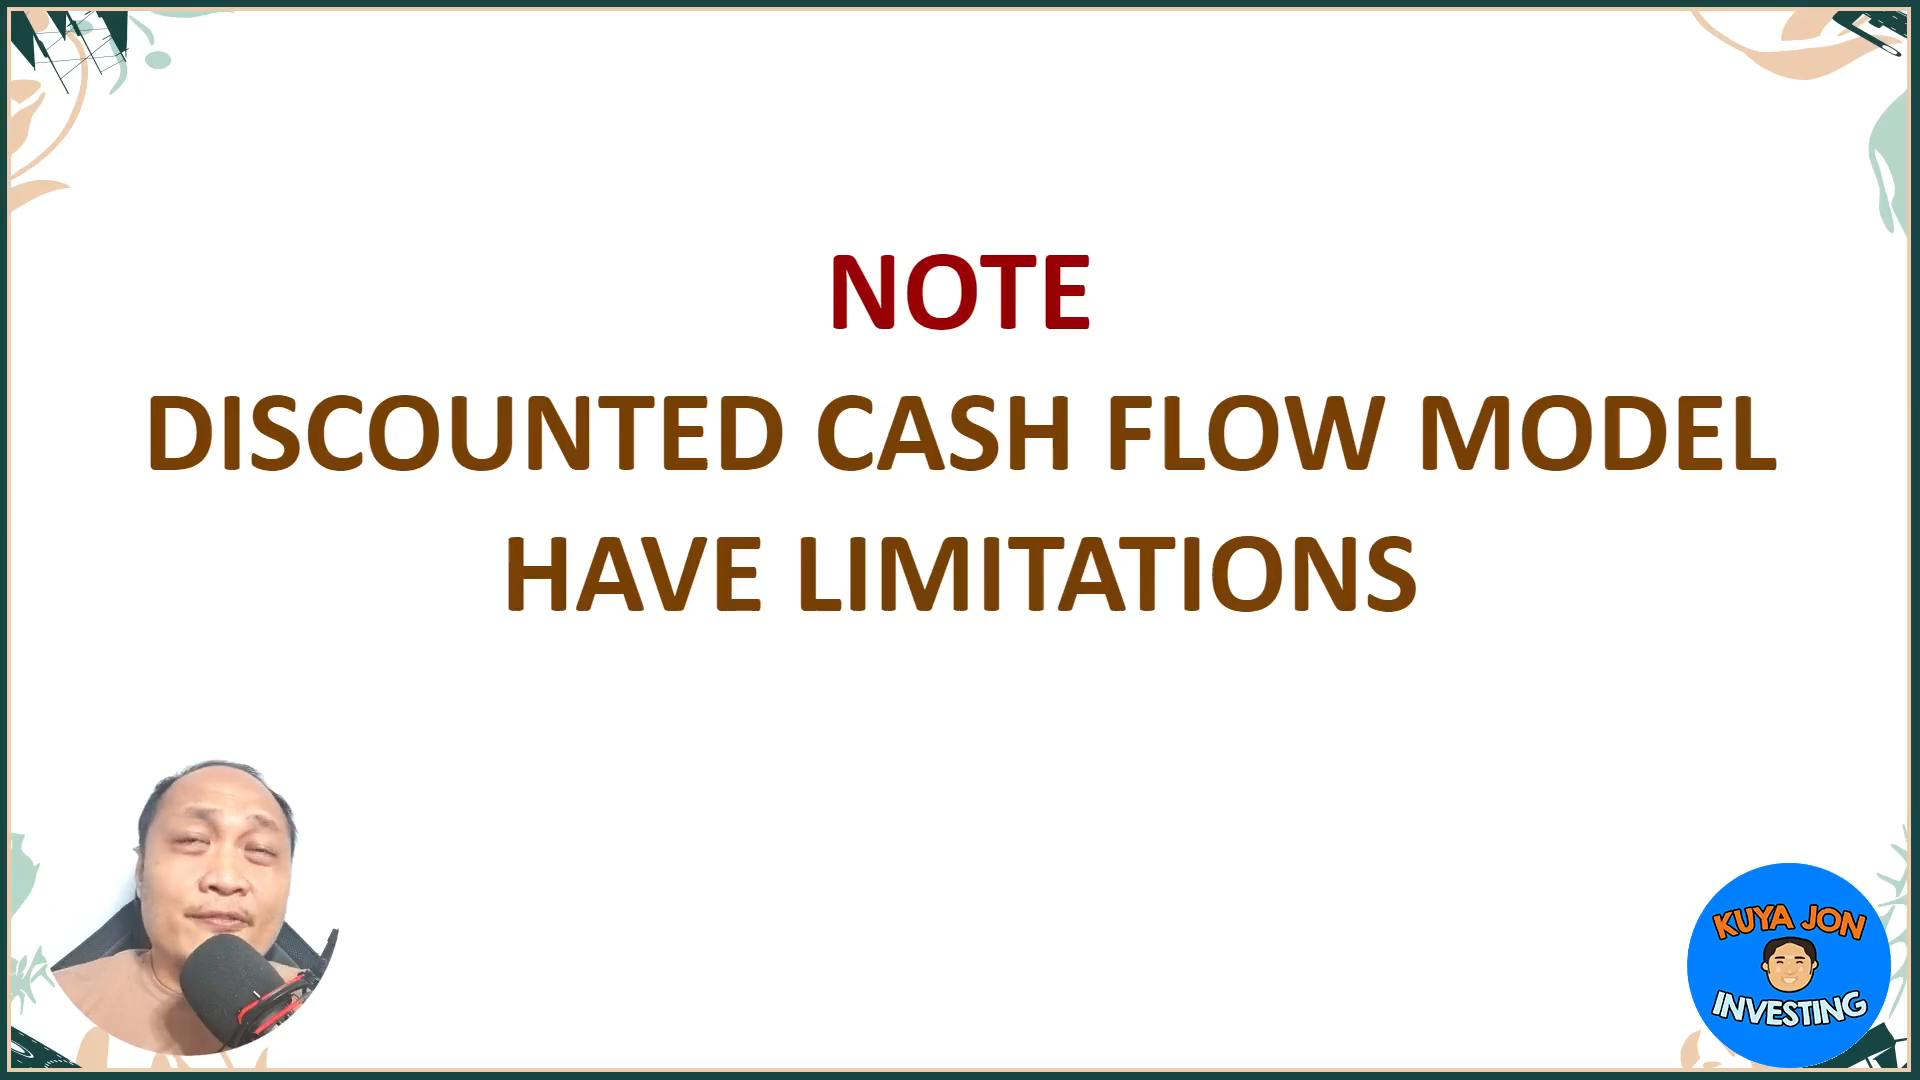 NOTE
DISCOUNTED CASH FLOW MODEL
HAVE LIMITATIONS
KUYA JON
INVESTING